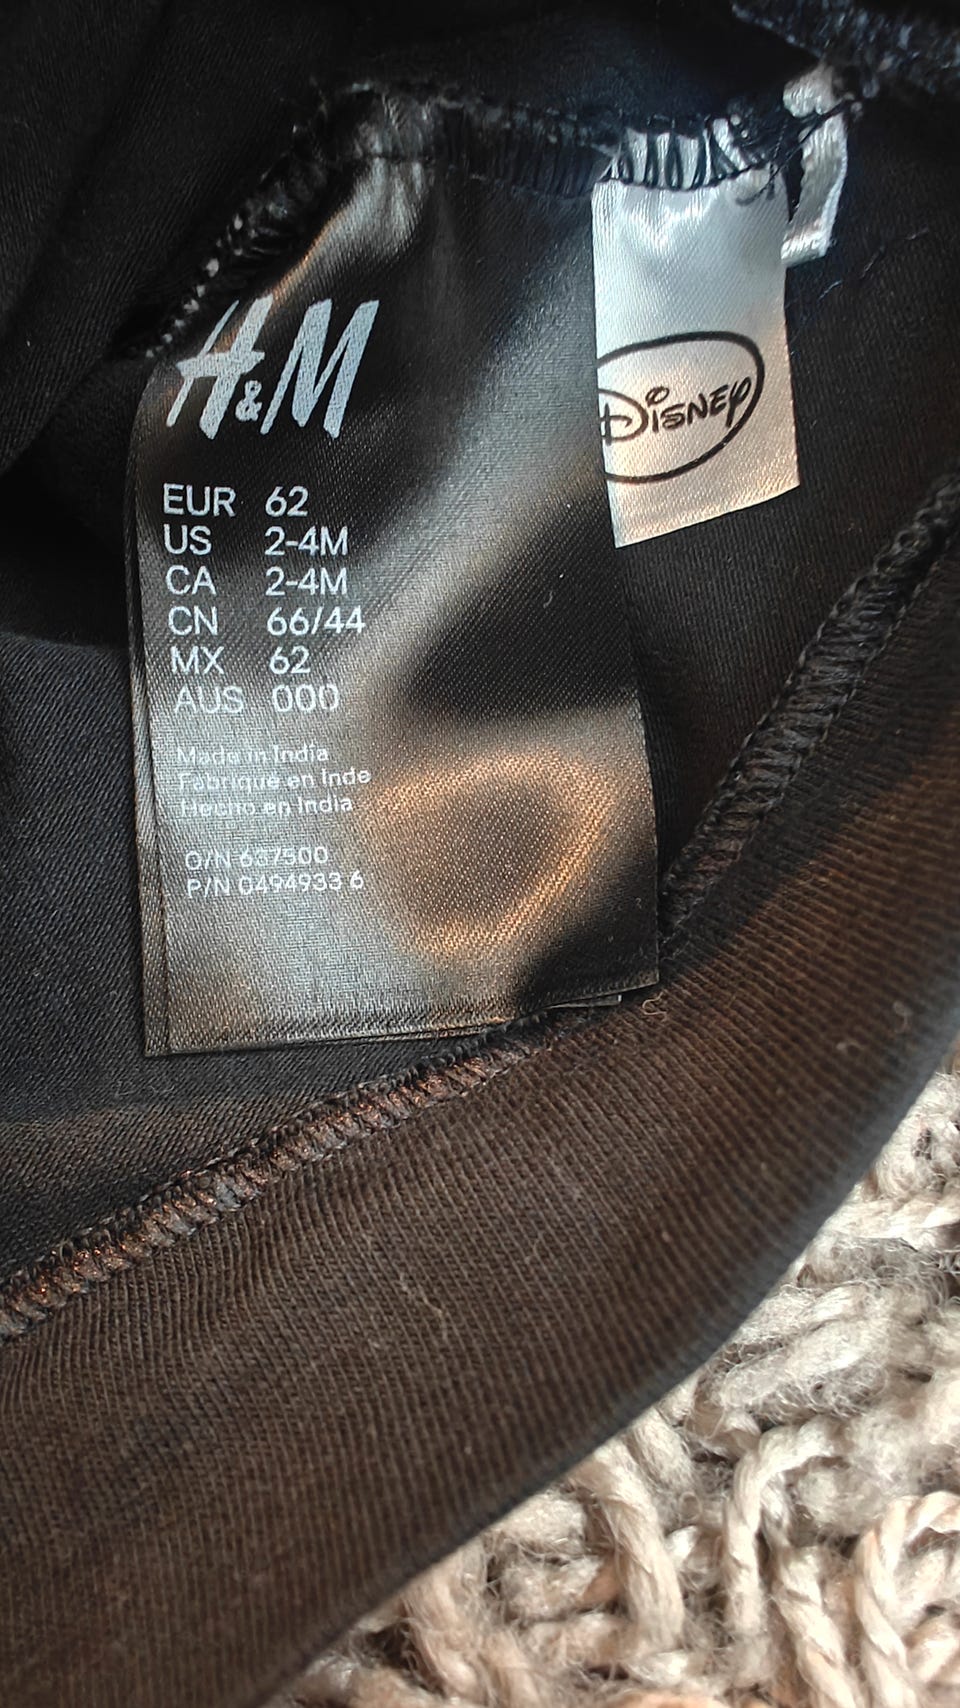 H&M
EUR 62
US 2-4M
CA 2-4M
CN 66/44
MX 62
AUS 000
Made in India
Fabriqué en Inde
Hecho en India
O/N 637500
P/N 0494933 6
Disney